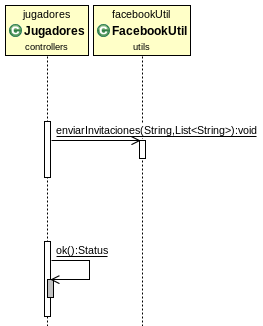 jugadores
C Jugadores
controllers
facebookUtil
C FacebookUtil
utils
enviarInvitaciones(String,List<String>):void
ok():Status